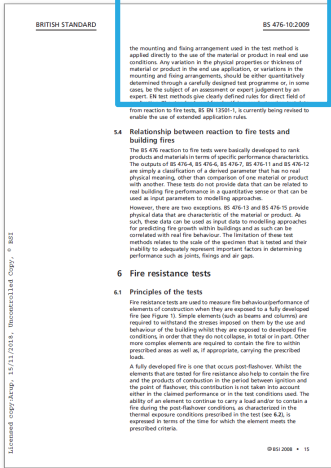 BRITISH STANDARD
BS 476-10:2009
the mounting and fixing arrangement used in the test method is
applied directly to the use of the material or product in real end use
conditions. Any variation in the physical properties or thickness of
material or product in the end use application, or variations in the
mounting and fixing arrangements, should be either quantitatively
determined through a carefully designed test programme or, in some
cases, be the subject of an assessment or expert judgement by an
expert. EN test methods give clearly defined rules for direct field of
from reaction to fire tests, BS EN 13501-1, is currently being revised to
enable the use of extended application rules.
5.4 Relationship between reaction to fire tests and
building fires
The BS 476 reaction to fire tests were basically developed to rank
products and materials in terms of specific performance characteristics.
The outputs of BS 476-4, BS 476-6, BS 476-7, BS 476-11 and BS 476-12
are simply a classification of a derived parameter that has no real
physical meaning, other than comparison of one material or product
with another. These tests do not provide data that can be related to
real building fire performance in a quantitative sense or that can be
used as input parameters to modelling approaches.
However, there are two exceptions. BS 476-13 and BS 476-15 provide
physical data that are characteristic of the material or product. As
such, these data can be used as input data to modelling approaches
for predicting fire growth within buildings and as such can be
correlated with real fire behaviour. The limitation of these test
methods relates to the scale of the specimen that is tested and their
inability to adequately represent important factors in determining
performance such as joints, fixings and air gaps.
6 Fire resistance tests
6.1 Principles of the tests
Fire resistance tests are used to measure fire behaviour/performance of
elements of construction when they are exposed to a fully developed
fire (see Figure 1). Simple elements (such as beams and columns) are
required to withstand the stresses imposed on them by the use and
behaviour of the building whilst they are exposed to developed fire
conditions, in order that they do not collapse, in total or in part. Other
more complex elements are required to contain the fire to within
prescribed areas as well as, if appropriate, carrying the prescribed
loads.
A fully developed fire is one that occurs post-flashover. Whilst the
elements that are tested for fire resistance also help to contain the fire
and the products of combustion in the period between ignition and
the point of flashover, this contribution is not taken into account
either in the claimed performance or in the test conditions used. The
ability of an element to continue to carry a load and/or to contain a
fire during the post-flashover conditions, as characterized in the
thermal exposure conditions prescribed in the test (see 6.2), is
expressed in terms of the time for which the element meets the
prescribed criteria.
© BSI 2008 • 15
Licensed copy:Arup, 15/11/2018, Uncontrolled Copy, © BSI